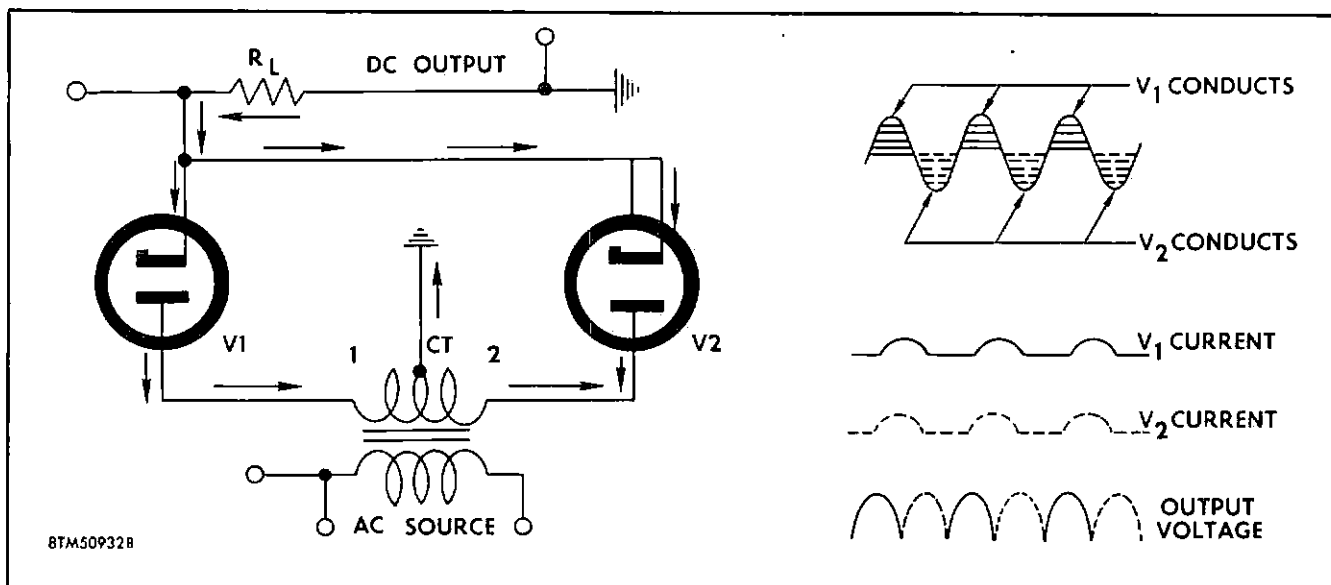 R L DC OUTPUT
V1
1 CT 2
V2
AC SOURCE
8TM50932B
V1 CONDUCTS
V2 CONDUCTS
V1 CURRENT
V2 CURRENT
OUTPUT
VOLTAGE